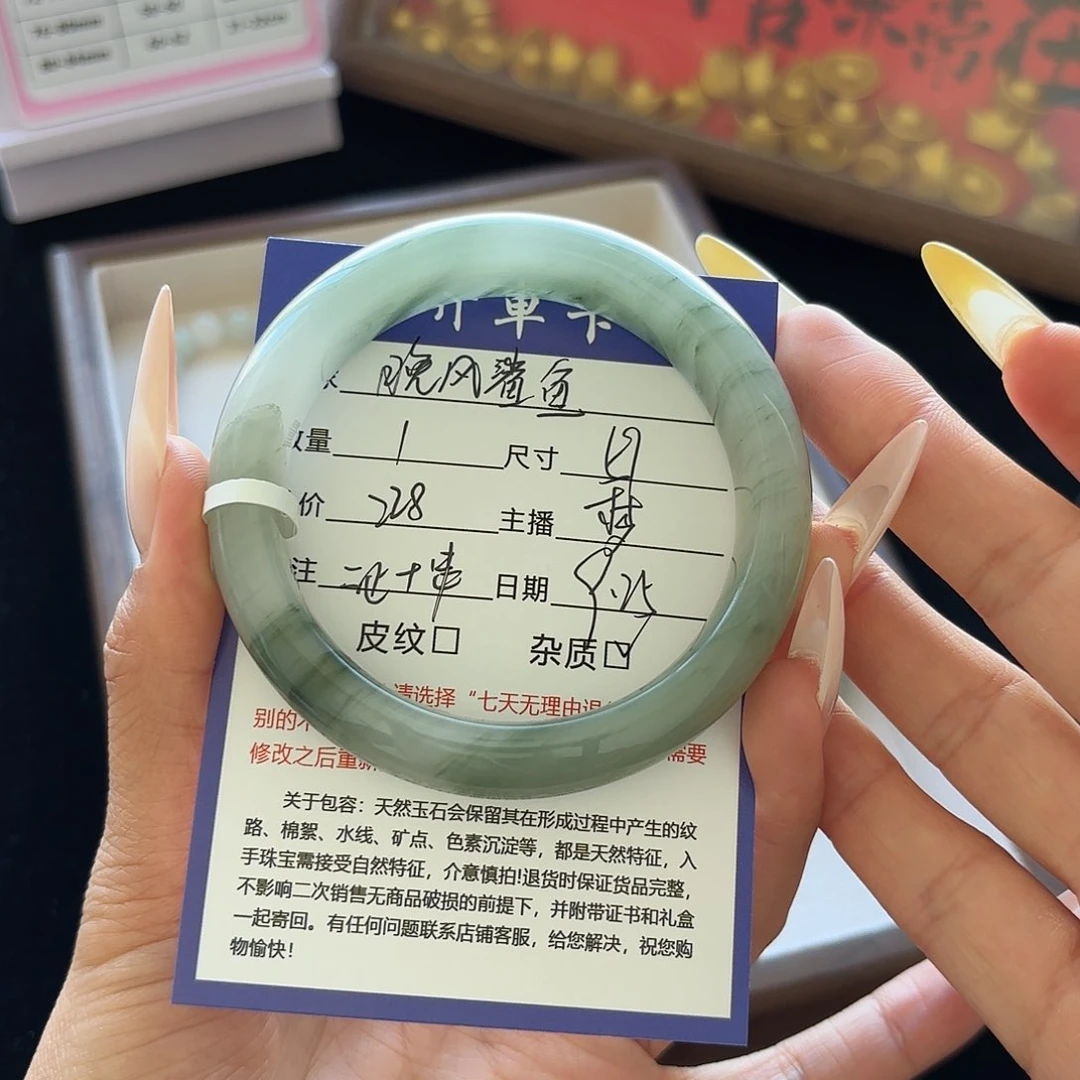 开单卡
晚风鲨鱼
数量 1 尺寸
价 228 主播
注 日期
皮纹☐ 杂质☑
请选择“七天无理由退
别的不
修改之后重新 需要
关于包容：天然玉石会保留其在形成过程中产生的纹
路、棉絮、水线、矿点、色素沉淀等，都是天然特征，入
手珠宝需接受自然特征，介意慎拍!退货时保证货品完整，
不影响二次销售无商品破损的前提下，并附带证书和礼盒
一起寄回。有任何问题联系店铺客服，给您解决，祝您购
物愉快！